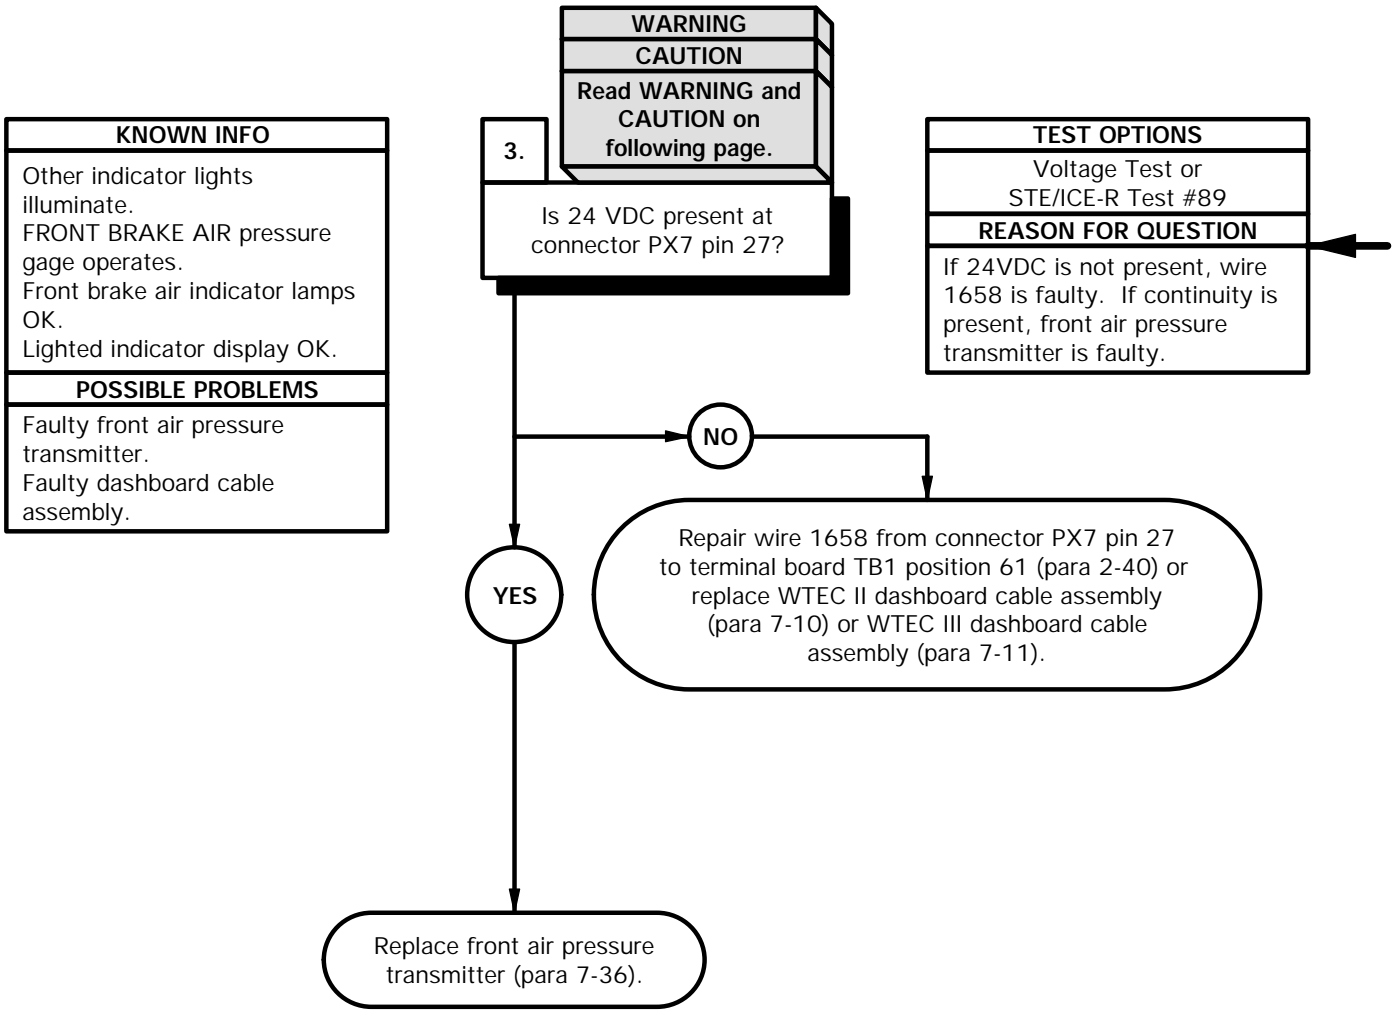 WARNING
CAUTION
Read WARNING and
CAUTION on
following page.
KNOWN INFO
Other indicator lights
illuminate.
FRONT BRAKE AIR pressure
gage operates.
Front brake air indicator lamps
OK.
Lighted indicator display OK.
POSSIBLE PROBLEMS
Faulty front air pressure
transmitter.
Faulty dashboard cable
assembly.
3.
Is 24 VDC present at
connector PX7 pin 27?
TEST OPTIONS
Voltage Test or
STE/ICE-R Test #89
REASON FOR QUESTION
If 24VDC is not present, wire
1658 is faulty.  If continuity is
present, front air pressure
transmitter is faulty.
NO
Repair wire 1658 from connector PX7 pin 27
to terminal board TB1 position 61 (para 2-40) or
replace WTEC II dashboard cable assembly
(para 7-10) or WTEC III dashboard cable
assembly (para 7-11).
YES
Replace front air pressure
transmitter (para 7-36).